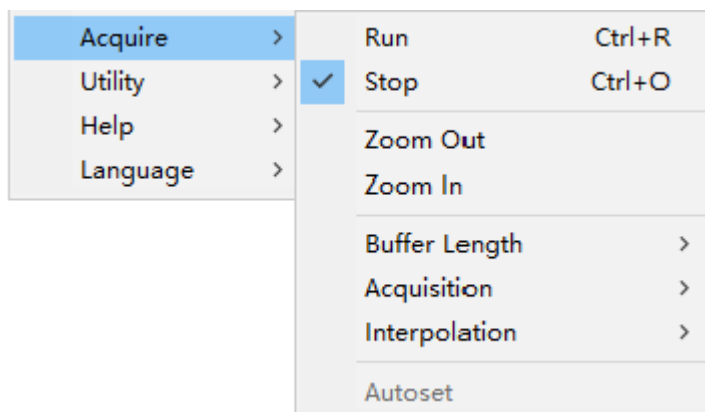 Acquire >
Utility >
Help >
Language >
Run Ctrl+R
Stop Ctrl+O
Zoom Out
Zoom In
Buffer Length >
Acquisition >
Interpolation >
Autoset